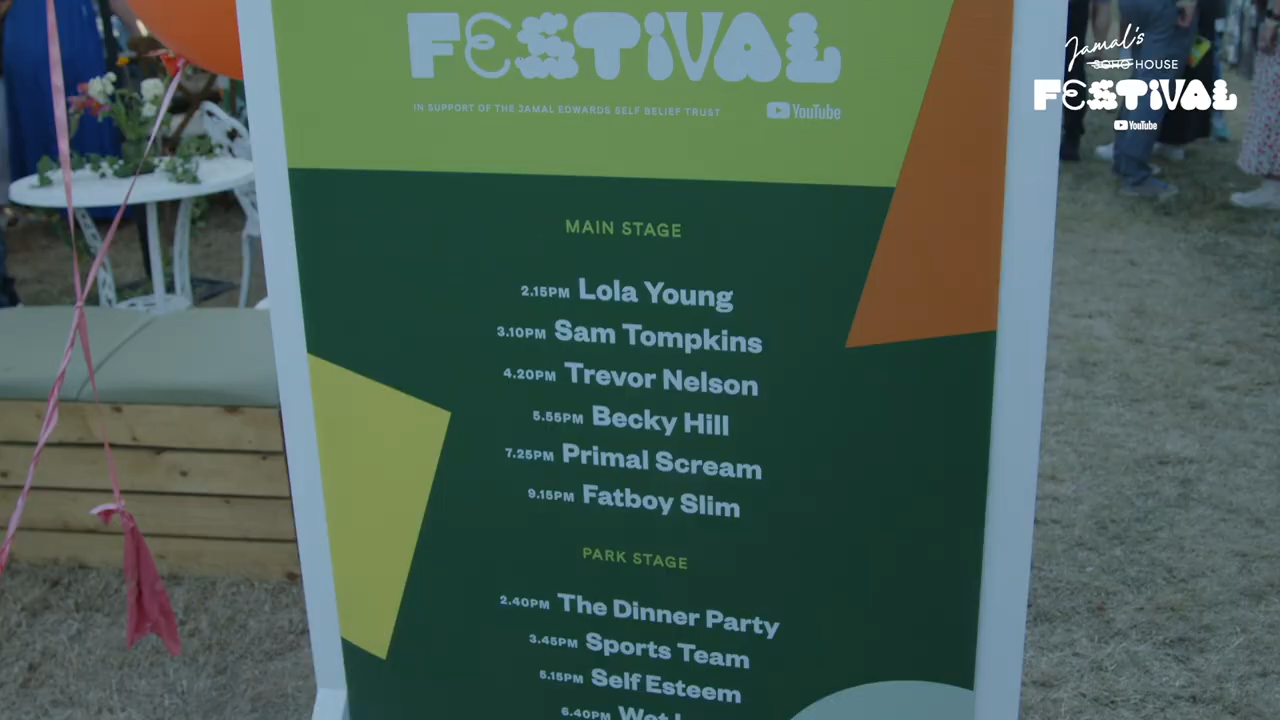 FESTIVAL
IN SUPPORT OF THE JAMAL EDWARDS SELF BELIEF TRUST
YouTube
Jamal's
SOHO HOUSE
FESTIVAL
YouTube
MAIN STAGE
2.15PM Lola Young
3.10PM Sam Tompkins
4.20PM Trevor Nelson
5.55PM Becky Hill
7.25PM Primal Scream
9.15PM Fatboy Slim
PARK STAGE
2.40PM The Dinner Party
3.45PM Sports Team
5.15PM Self Esteem
6.40PM